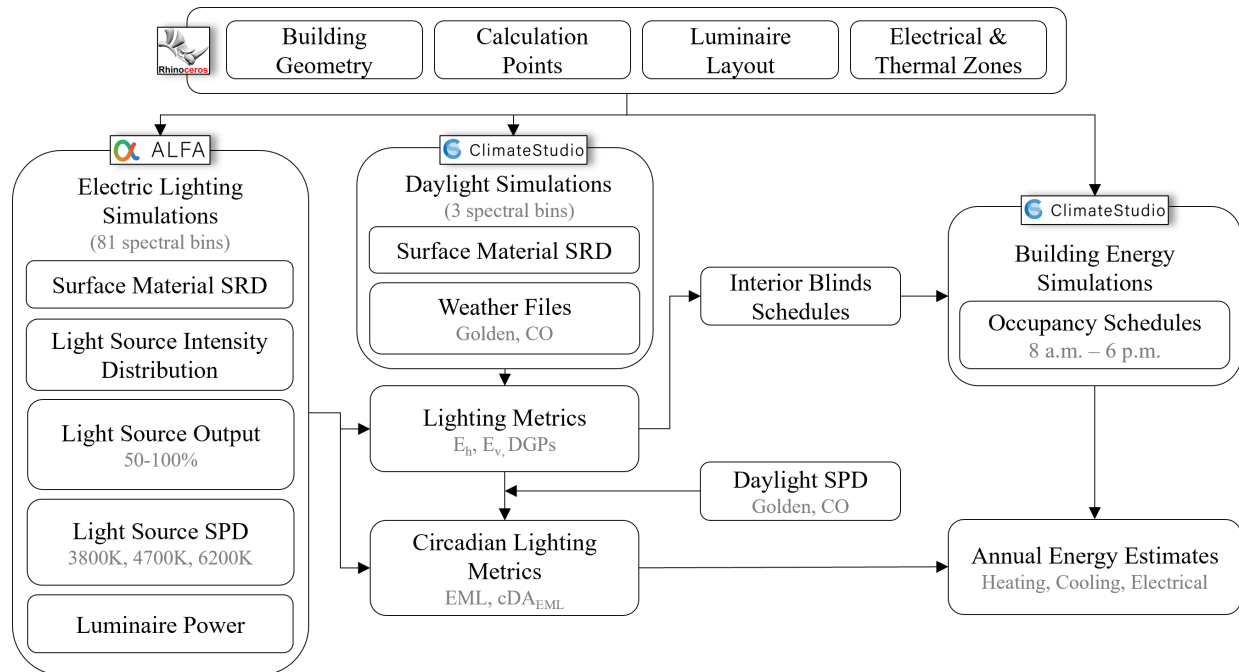 Rhinoceros
Building
Geometry
Calculation
Points
Luminaire
Layout
Electrical &
Thermal Zones
ALFA
Electric Lighting
Simulations
(81 spectral bins)
Surface Material SRD
Light Source Intensity
Distribution
Light Source Output
50-100%
Light Source SPD
3800K, 4700K, 6200K
Luminaire Power
ClimateStudio
Daylight Simulations
(3 spectral bins)
Surface Material SRD
Weather Files
Golden, CO
Lighting Metrics
Eh, Ev, DGPs
Circadian Lighting
Metrics
EML, cDAEML
Interior Blinds
Schedules
Daylight SPD
Golden, CO
ClimateStudio
Building Energy
Simulations
Occupancy Schedules
8 a.m. – 6 p.m.
Annual Energy Estimates
Heating, Cooling, Electrical